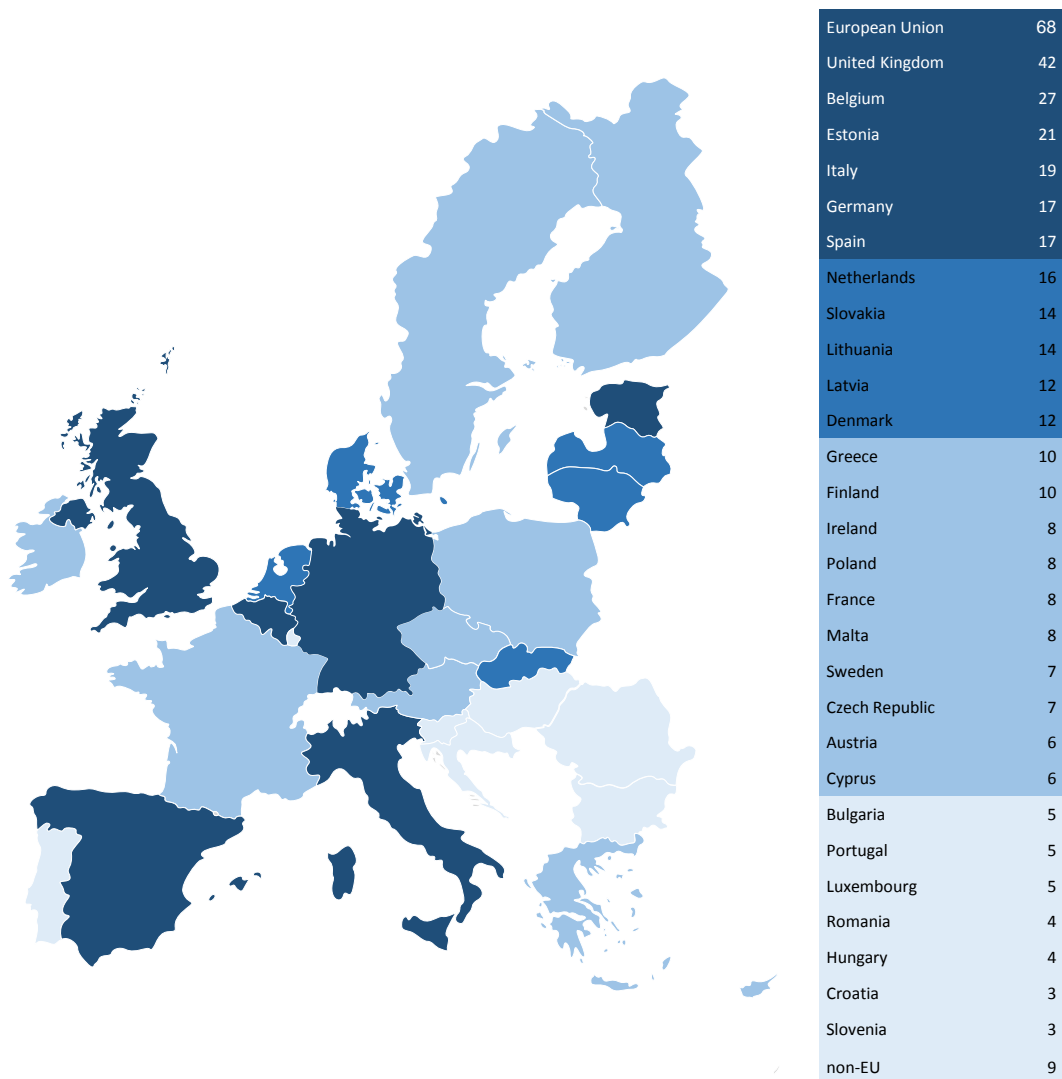 European Union 68
United Kingdom 42
Belgium 27
Estonia 21
Italy 19
Germany 17
Spain 17
Netherlands 16
Slovakia 14
Lithuania 14
Latvia 12
Denmark 12
Greece 10
Finland 10
Ireland 8
Poland 8
France 8
Malta 8
Sweden 7
Czech Republic 7
Austria 6
Cyprus 6
Bulgaria 5
Portugal 5
Luxembourg 5
Romania 4
Hungary 4
Croatia 3
Slovenia 3
non-EU 9